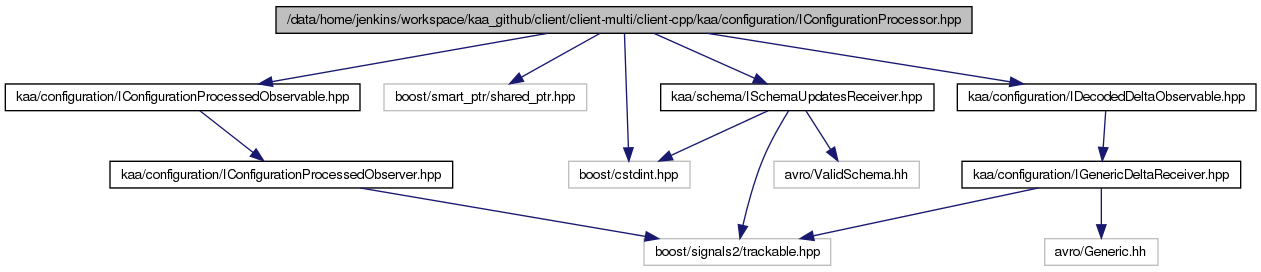 /data/home/jenkins/workspace/kaa_github/client/client-multi/client-cpp/kaa/configuration/IConfigurationProcessor.hpp
kaa/configuration/IConfigurationProcessedObservable.hpp
boost/smart_ptr/shared_ptr.hpp
kaa/schema/ISchemaUpdatesReceiver.hpp
kaa/configuration/IDecodedDeltaObservable.hpp
kaa/configuration/IConfigurationProcessedObserver.hpp
boost/cstdint.hpp
avro/ValidSchema.hh
kaa/configuration/IGenericDeltaReceiver.hpp
boost/signals2/trackable.hpp
avro/Generic.hh